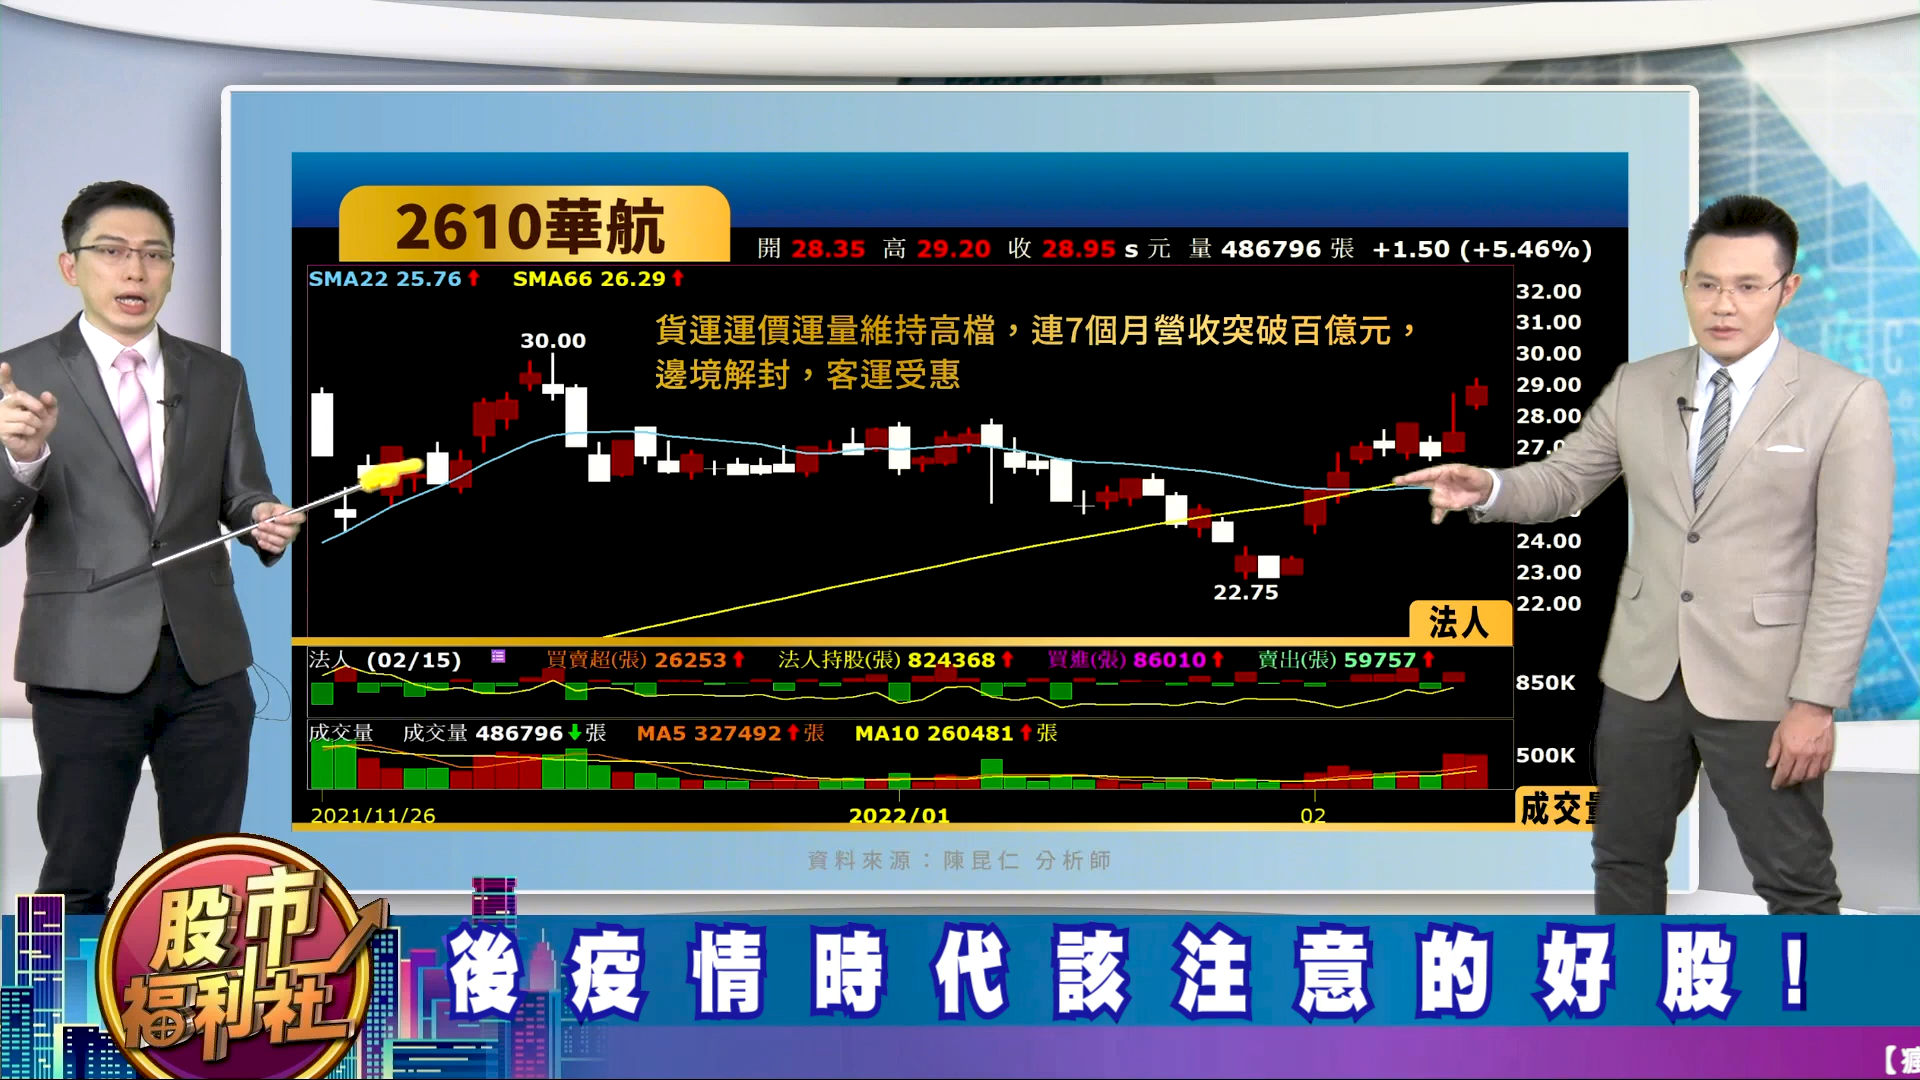 2610華航
開 28.35 高 29.20 收 28.95 s 元 量 486796 張 +1.50 (+5.46%)
SMA22 25.76 SMA66 26.29
32.00
31.00
30.00
29.00
28.00
24.00
23.00
22.00
貨運運價運量維持高檔，連7個月營收突破百億元，
邊境解封，客運受惠
30.00
22.75
法人
法人 (02/15) 買賣超(張) 26253 法人持股(張) 824368 買進(張) 86010 賣出(張) 59757
850K
成交量 成交量 486796 張 MA5 327492 張 MA10 260481 張
500K
成交量
2021/11/26 2022/01 02
資料來源：陳昆仁 分析師
股市
福利社
後疫情時代該注意的好股！